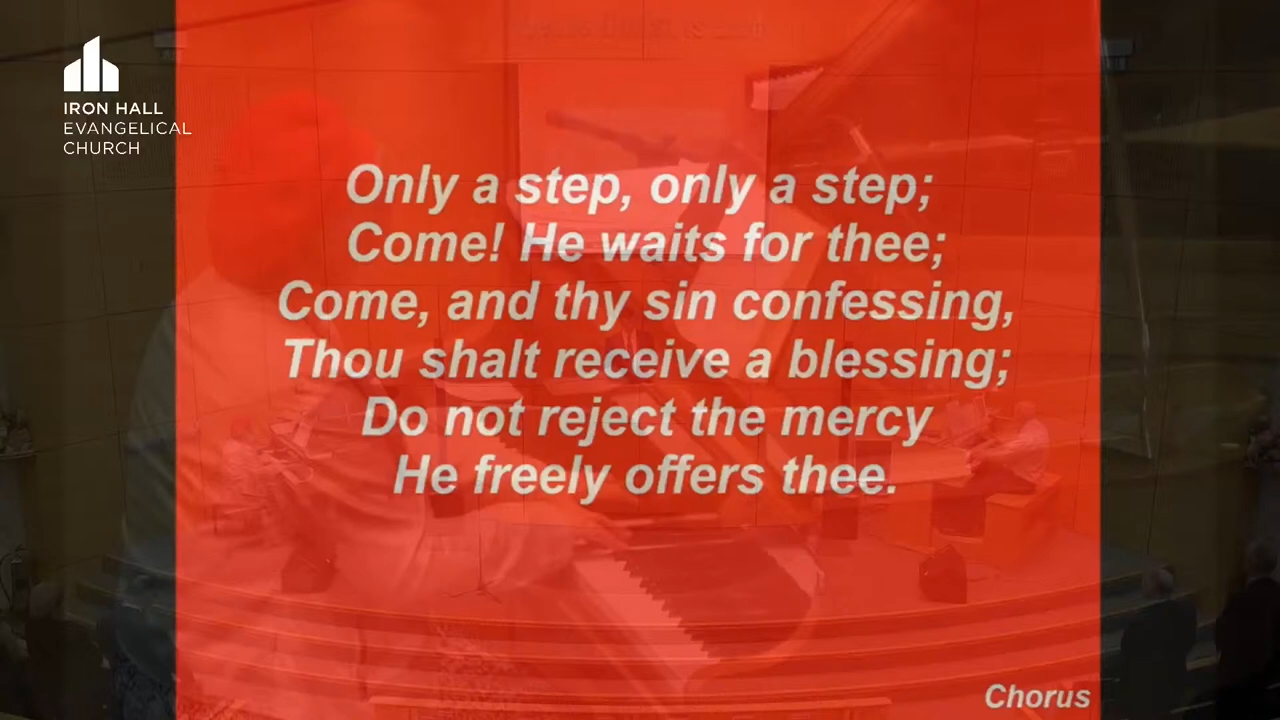 IRON HALL
EVANGELICAL
CHURCH
Only a step, only a step;
Come! He waits for thee;
Come, and thy sin confessing,
Thou shalt receive a blessing;
Do not reject the mercy
He freely offers thee.
Chorus